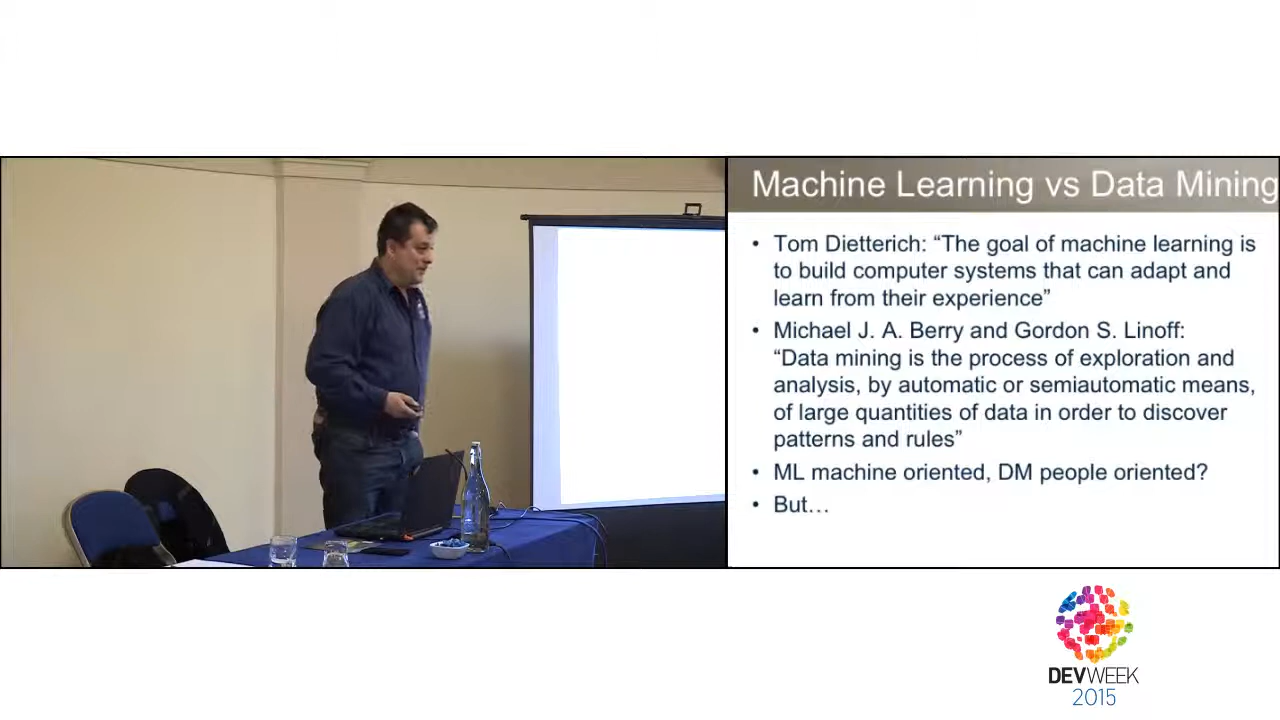 Machine Learning vs Data Mining
• Tom Dietterich: “The goal of machine learning is
to build computer systems that can adapt and
learn from their experience”
• Michael J. A. Berry and Gordon S. Linoff:
“Data mining is the process of exploration and
analysis, by automatic or semiautomatic means,
of large quantities of data in order to discover
patterns and rules”
• ML machine oriented, DM people oriented?
• But…
DEVWEEK
2015